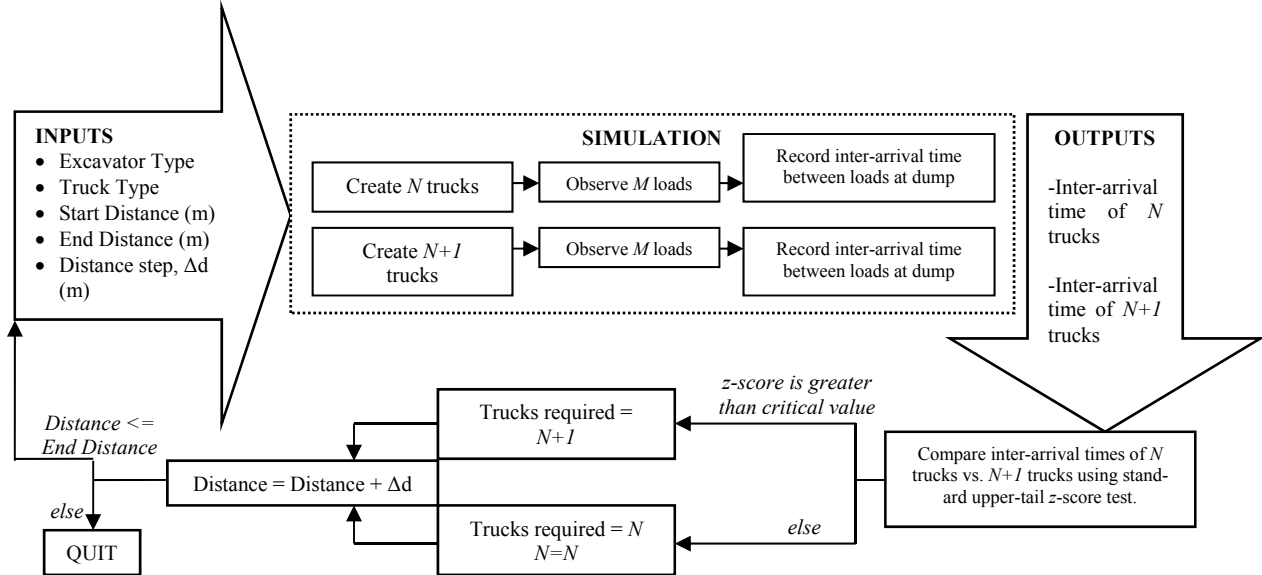 INPUTS
• Excavator Type
• Truck Type
• Start Distance (m)
• End Distance (m)
• Distance step, Δd
(m)
SIMULATION
Create N trucks
Observe M loads
Record inter-arrival time
between loads at dump
Create N+1
trucks
Observe M loads
Record inter-arrival time
between loads at dump
OUTPUTS
-Inter-arrival
time of N
trucks
-Inter-arrival
time of N+1
trucks
Compare inter-arrival times of N
trucks vs. N+1 trucks using stand-
ard upper-tail z-score test.
z-score is greater
than critical value
Trucks required =
N+1
else
Trucks required = N
N=N
Distance = Distance + Δd
Distance <=
End Distance
else
QUIT